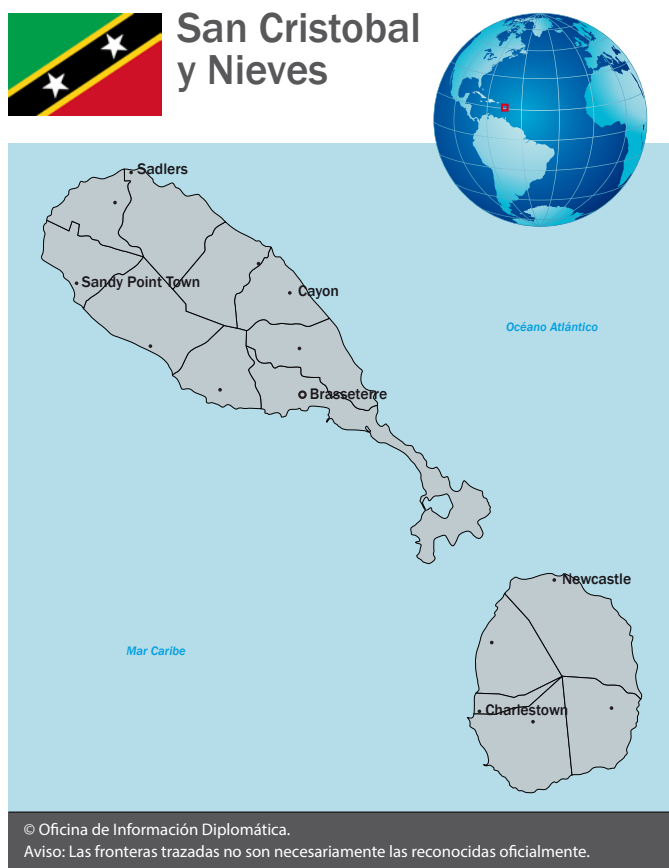 San Cristobal
y Nieves
Sadlers
Sandy Point Town
Cayon
Océano Atlántico
Brasseterre
Newcastle
Mar Caribe
Charlestown
© Oficina de Información Diplomática.
Aviso: Las fronteras trazadas no son necesariamente las reconocidas oficialmente.